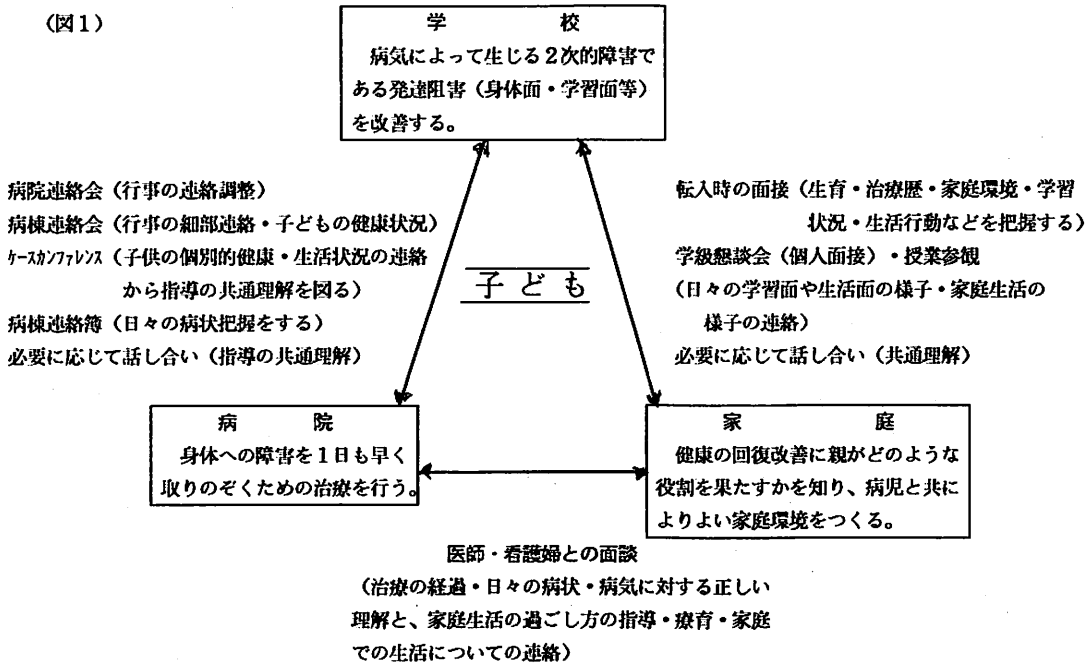 (図1)
学校
病気によって生じる2次的障害で
ある発達阻害(身体面・学習面等)
を改善する。
病院連絡会(行事の連絡調整)
病棟連絡会(行事の細部連絡・子どもの健康状況)
ケースカンファレンス(子供の個別的健康・生活状況の連絡
から指導の共通理解を図る)
病棟連絡簿(日々の病状把握をする)
必要に応じて話し合い(指導の共通理解)
子ども
転入時の面接(生育・治療歴・家庭環境・学習
状況・生活行動などを把握する)
学級懇談会(個人面接)・授業参観
(日々の学習面や生活面の様子・家庭生活の
様子の連絡)
必要に応じて話し合い(共通理解)
病院
身体への障害を1日も早く
取りのぞくための治療を行う。
家庭
健康の回復改善に親がどのような
役割を果たすかを知り、病児と共に
よりよい家庭環境をつくる。
医師・看護婦との面談
(治療の経過・日々の病状・病気に対する正しい
理解と、家庭生活の過ごし方の指導・療育・家庭
での生活についての連絡)